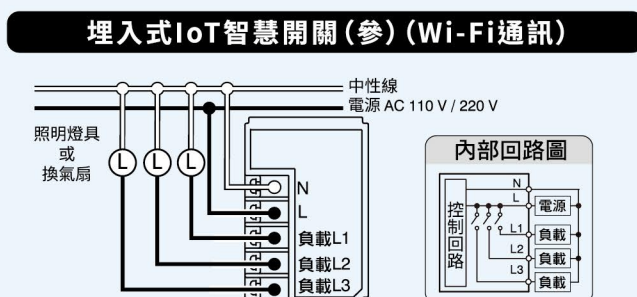 埋入式IoT智慧開關(參)(Wi-Fi通訊)
中性線
電源 AC 110 V / 220 V
照明燈具
或
換氣扇
L
L
L
N
L
負載L1
負載L2
負載L3
內部回路圖
控制回路
N
L
L1
L2
L3
電源
負載
負載
負載